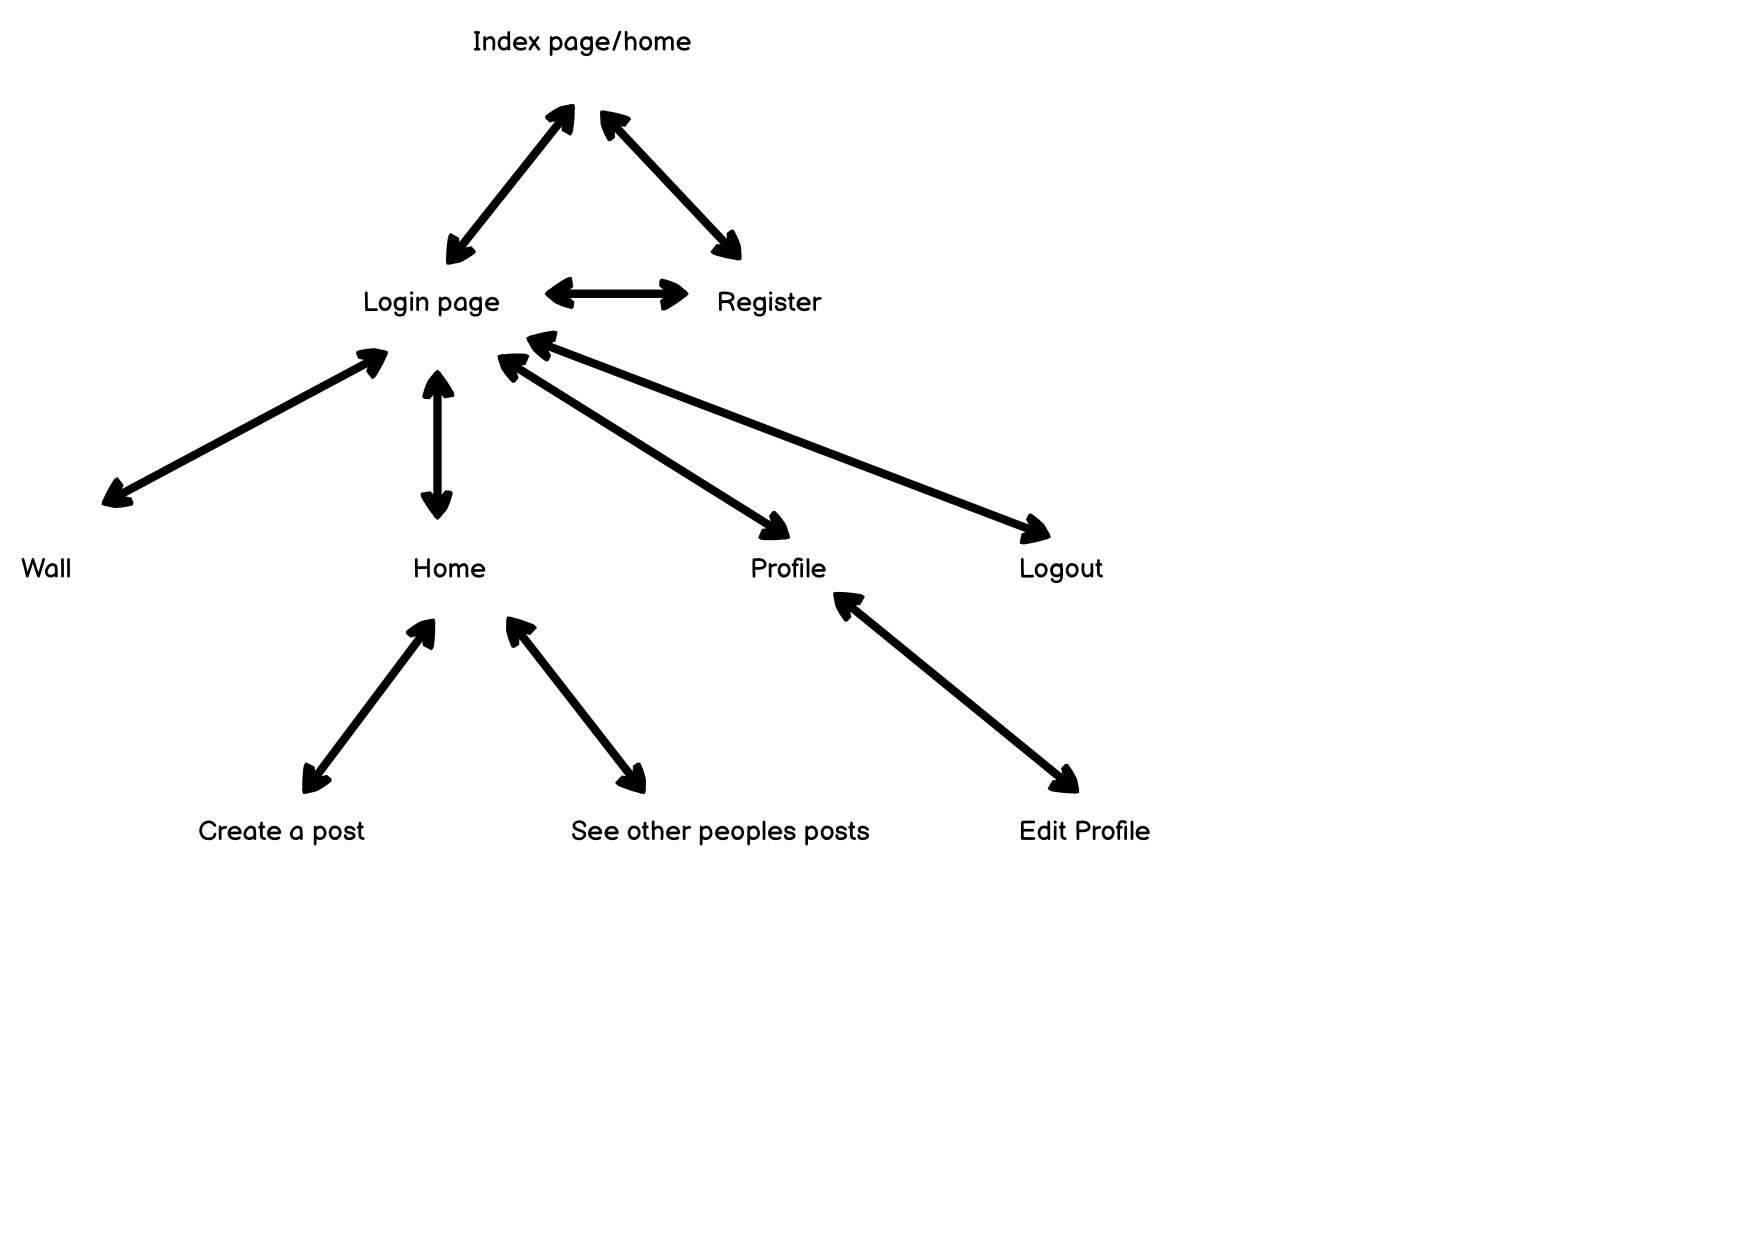 Index page/home
Login page
Register
Wall
Home
Profile
Logout
Create a post
See other peoples posts
Edit Profile